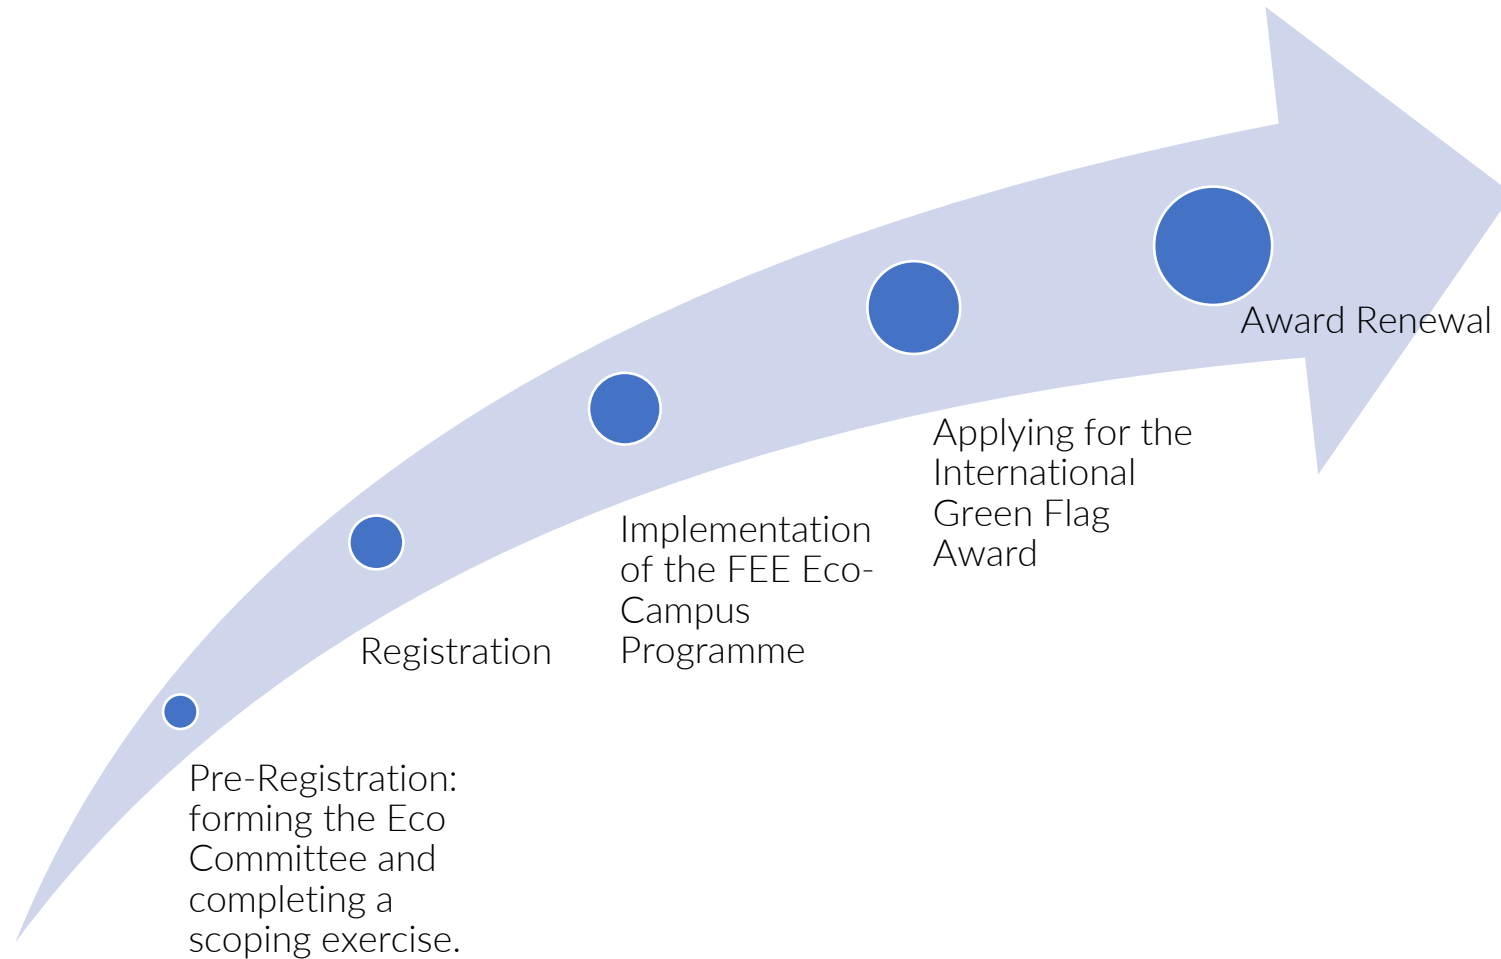 Pre-Registration:
forming the Eco
Committee and
completing a
scoping exercise.
Registration
Implementation
of the FEE Eco-
Campus
Programme
Applying for the
International
Green Flag
Award
Award Renewal